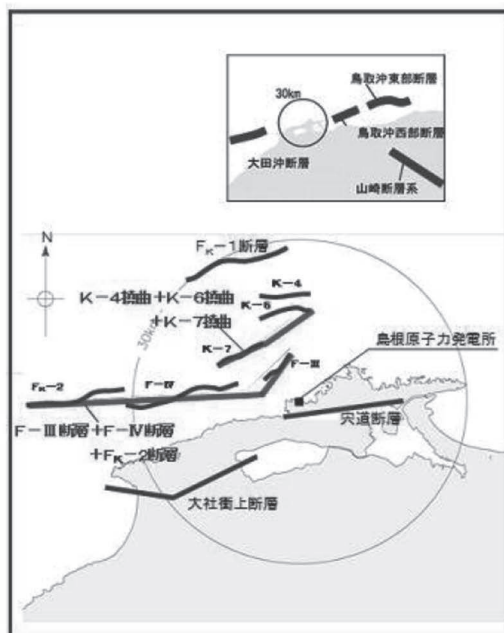 鳥取沖東部断層
30km
鳥取沖西部断層
大田沖断層
山崎断層系
N
FK-1断層
K-4撓曲+K-6撓曲
+K-7撓曲
K-4
K-6
K-7
30km
島根原子力発電所
F-Ⅲ
FK-2
F-Ⅳ
宍道断層
F-Ⅲ断層+F-Ⅳ断層
+FK-2断層
大社衝上断層